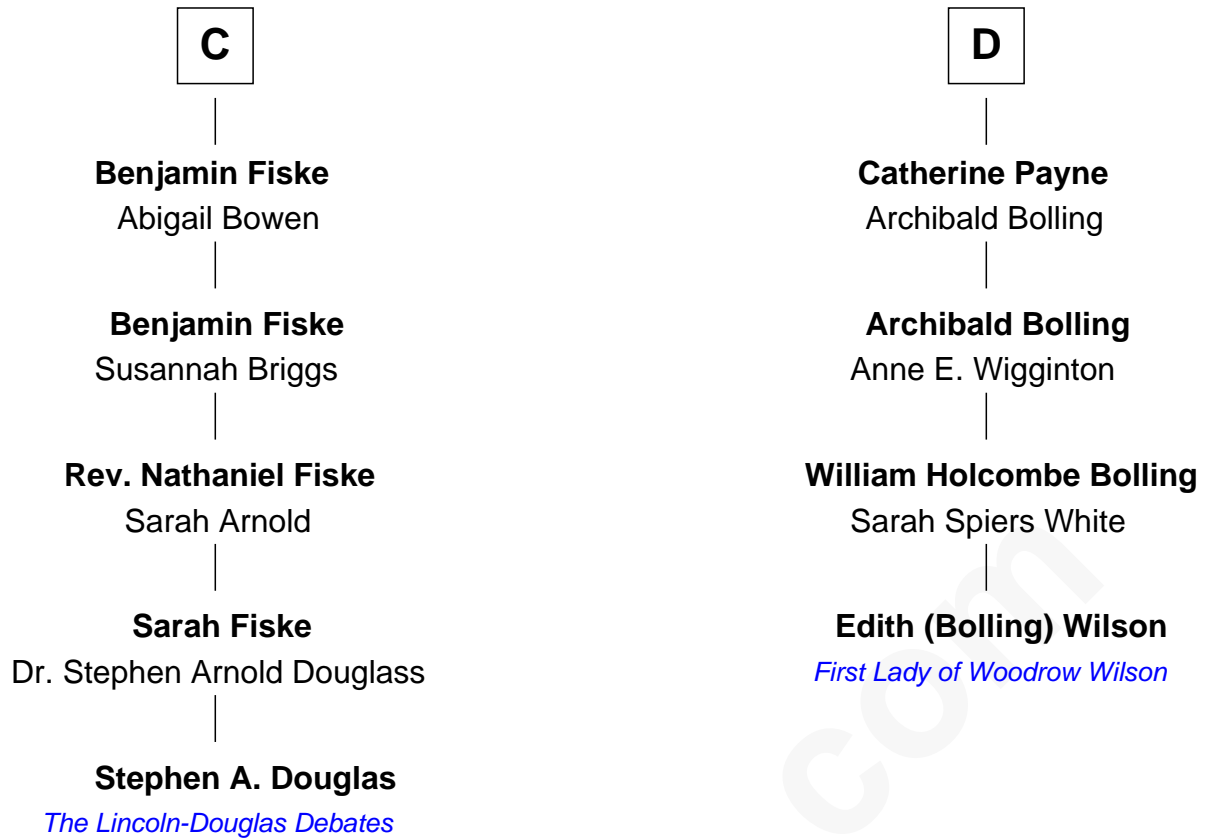 C
Benjamin Fiske
Abigail Bowen
Benjamin Fiske
Susannah Briggs
Rev. Nathaniel Fiske
Sarah Arnold
Sarah Fiske
Dr. Stephen Arnold Douglass
Stephen A. Douglas
The Lincoln-Douglas Debates
D
Catherine Payne
Archibald Bolling
Archibald Bolling
Anne E. Wigginton
William Holcombe Bolling
Sarah Spiers White
Edith (Bolling) Wilson
First Lady of Woodrow Wilson
com